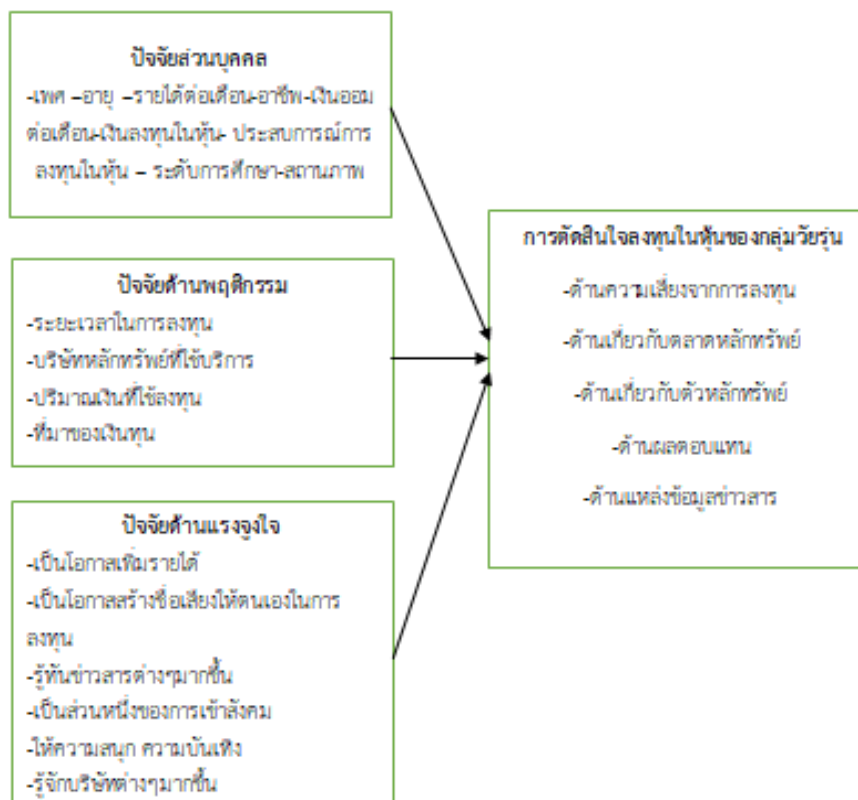 ปัจจัยส่วนบุคคล
-เพศ –อายุ –รายได้ต่อเดือน-อาชีพ-เงินออม
ต่อเดือน-เงินลงทุนในหุ้น- ประสบการณ์การ
ลงทุนในหุ้น – ระดับการศึกษา-สถานภาพ
ปัจจัยด้านพฤติกรรม
-ระยะเวลาในการลงทุน
-บริษัทหลักทรัพย์ที่ใช้บริการ
-ปริมาณเงินที่ใช้ลงทุน
-ที่มาของเงินทุน
ปัจจัยด้านแรงจูงใจ
-เป็นโอกาสเพิ่มรายได้
-เป็นโอกาสสร้างชื่อเสียงให้ตนเองในการ
ลงทุน
-รู้ทันข่าวสารต่างๆมากขึ้น
-เป็นส่วนหนึ่งของการเข้าสังคม
-ให้ความสนุก ความบันเทิง
-รู้จักบริษัทต่างๆมากขึ้น
การตัดสินใจลงทุนในหุ้นของกลุ่มวัยรุ่น
-ด้านความเสี่ยงจากการลงทุน
-ด้านเกี่ยวกับตลาดหลักทรัพย์
-ด้านเกี่ยวกับตัวหลักทรัพย์
-ด้านผลตอบแทน
-ด้านแหล่งข้อมูลข่าวสาร